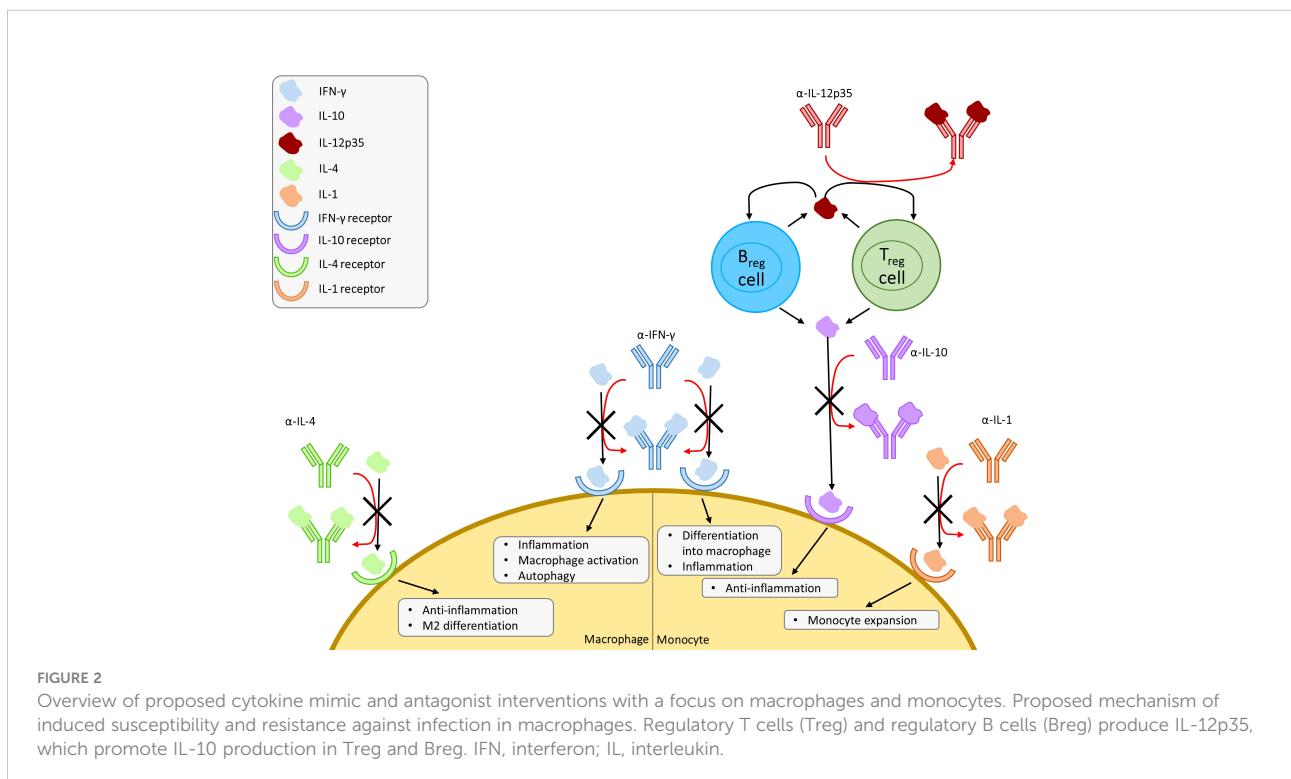 IFN-γ
IL-10
IL-12p35
IL-4
IL-1
IFN-γ receptor
IL-10 receptor
IL-4 receptor
IL-1 receptor
α-IL-12p35
Breg
cell
Treg
cell
α-IFN-γ
α-IL-10
α-IL-4
α-IL-1
• Inflammation
• Macrophage activation
• Autophagy
• Differentiation
into macrophage
• Inflammation
• Anti-inflammation
• Anti-inflammation
• M2 differentiation
• Monocyte expansion
Macrophage
Monocyte
FIGURE 2
Overview of proposed cytokine mimic and antagonist interventions with a focus on macrophages and monocytes. Proposed mechanism of
induced susceptibility and resistance against infection in macrophages. Regulatory T cells (Treg) and regulatory B cells (Breg) produce IL-12p35,
which promote IL-10 production in Treg and Breg. IFN, interferon; IL, interleukin.